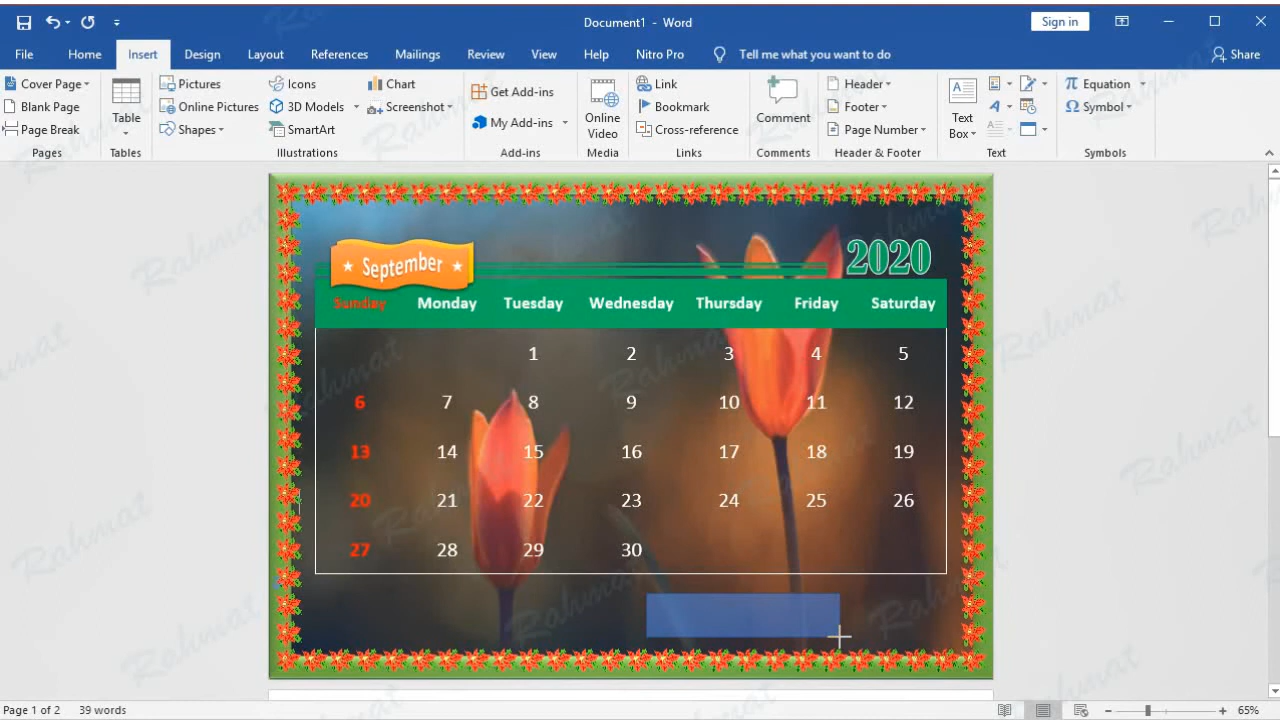 Document1 - Word
Sign in
File Home Insert Design Layout References Mailings Review View Help Nitro Pro Tell me what you want to do Share
Cover Page
Blank Page
Page Break
Pages
Table
Tables
Pictures
Online Pictures
Shapes
Icons
3D Models
SmartArt
Chart
Screenshot
Illustrations
Get Add-ins
My Add-ins
Add-ins
Online
Video
Media
Link
Bookmark
Cross-reference
Links
Comment
Comments
Header
Footer
Page Number
Header & Footer
Text
Box
Text
Equation
Symbol
Symbols
September
2020
Sunday Monday Tuesday Wednesday Thursday Friday Saturday
1 2 3 4 5
6 7 8 9 10 11 12
13 14 15 16 17 18 19
20 21 22 23 24 25 26
27 28 29 30
Rahmat
Page 1 of 2 39 words
65%